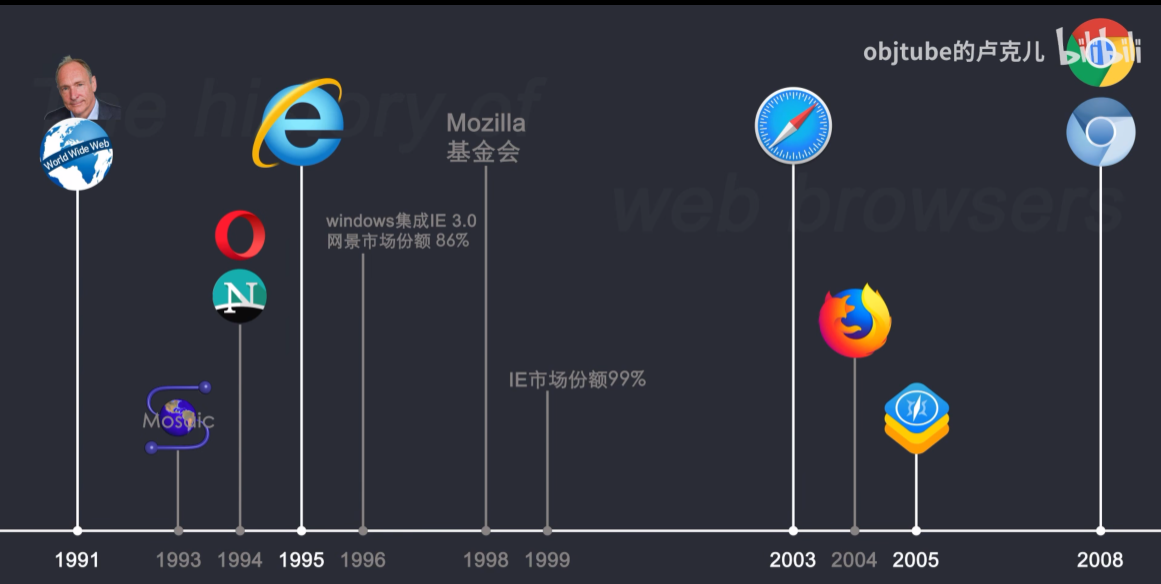 The history of
web browsers
objtube的卢克儿 bilibili
World Wide Web
Mozilla
基金会
windows集成IE 3.0
网景市场份额 86%
N
IE市场份额99%
Mosaic
1991 1993 1994 1995 1996 1998 1999 2003 2004 2005 2008